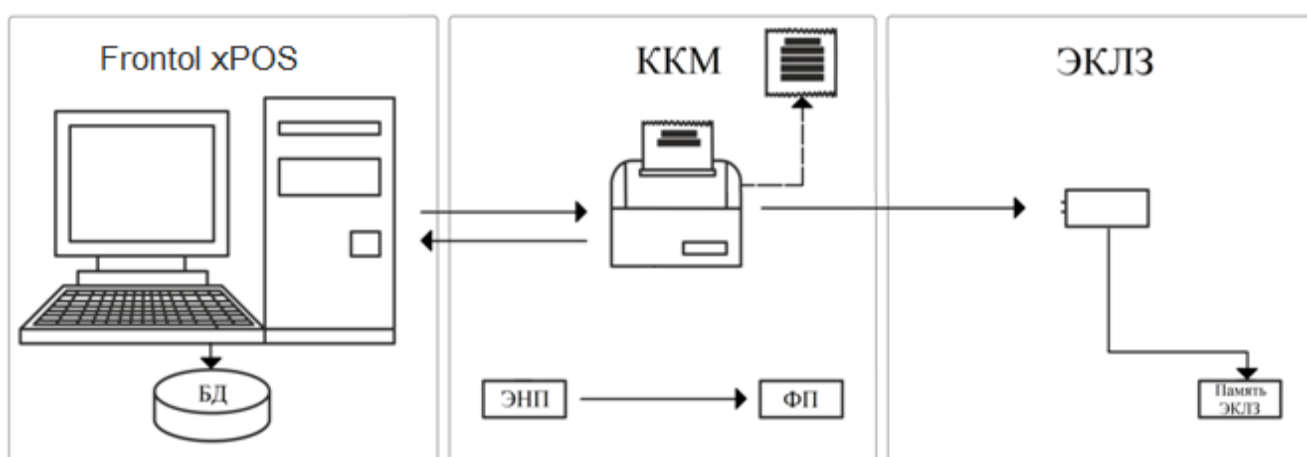 Frontol xPOS
ККМ
ЭКЛЗ
БД
ЭНП
ФП
Память
ЭКЛЗ